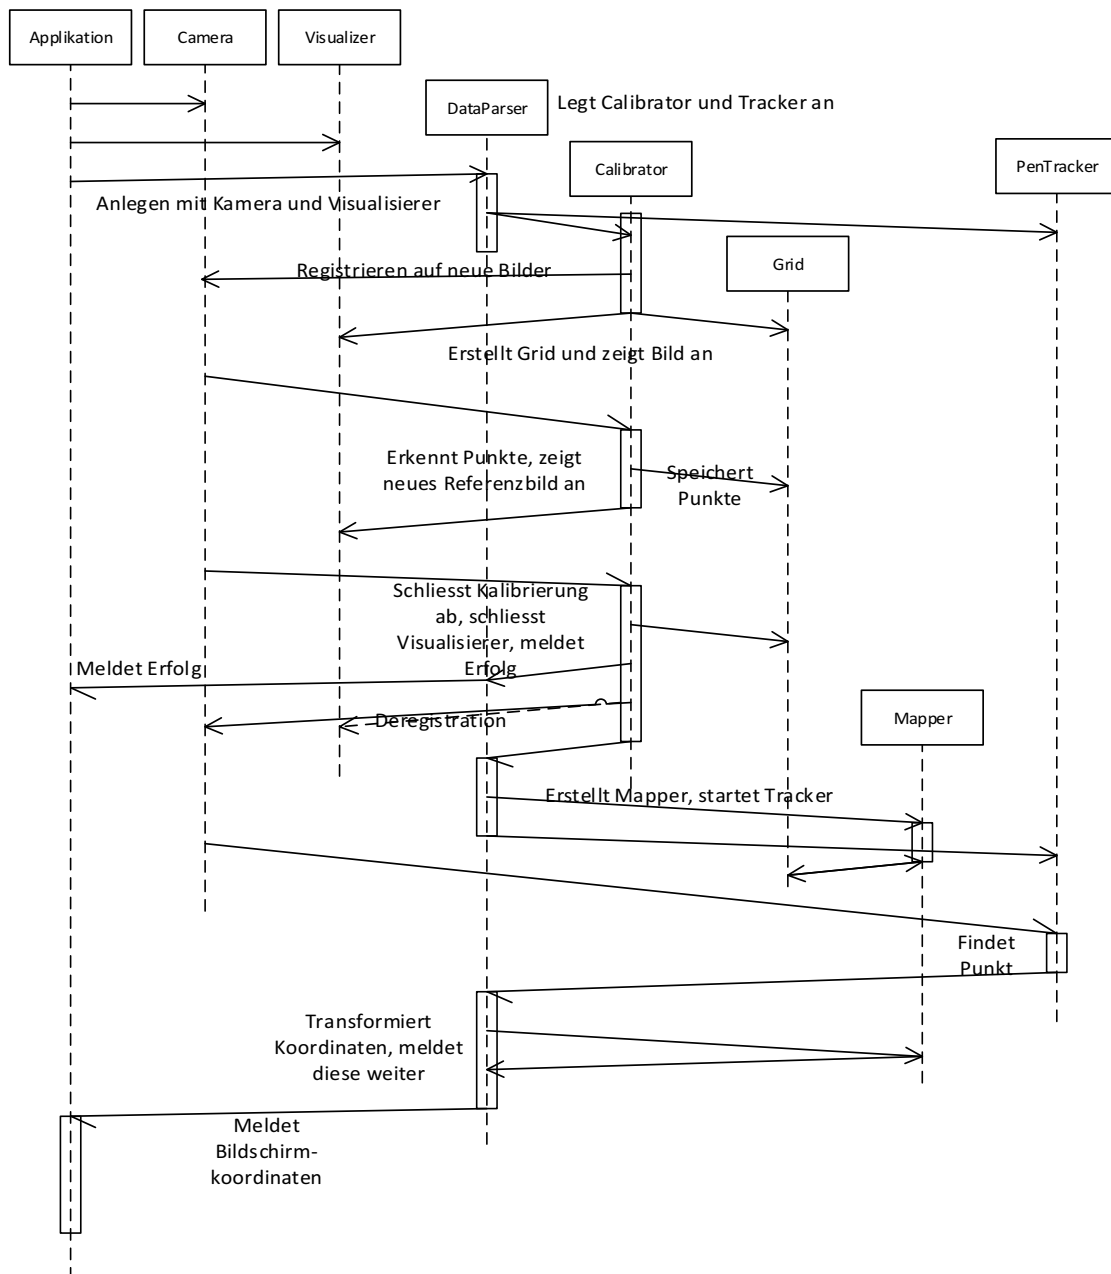 Applikation
Camera
Visualizer
DataParser
Legt Calibrator und Tracker an
Calibrator
PenTracker
Anlegen mit Kamera und Visualisierer
Grid
Registrieren auf neue Bilder
Erstellt Grid und zeigt Bild an
Erkennt Punkte, zeigt
neues Referenzbild an
Speichert
Punkte
Schliesst Kalibrierung
ab, schliesst
Visualisierer, meldet
Erfolg
Meldet Erfolg
Deregistration
Mapper
Erstellt Mapper, startet Tracker
Findet
Punkt
Transformiert
Koordinaten, meldet
diese weiter
Meldet
Bildschirm-
koordinaten